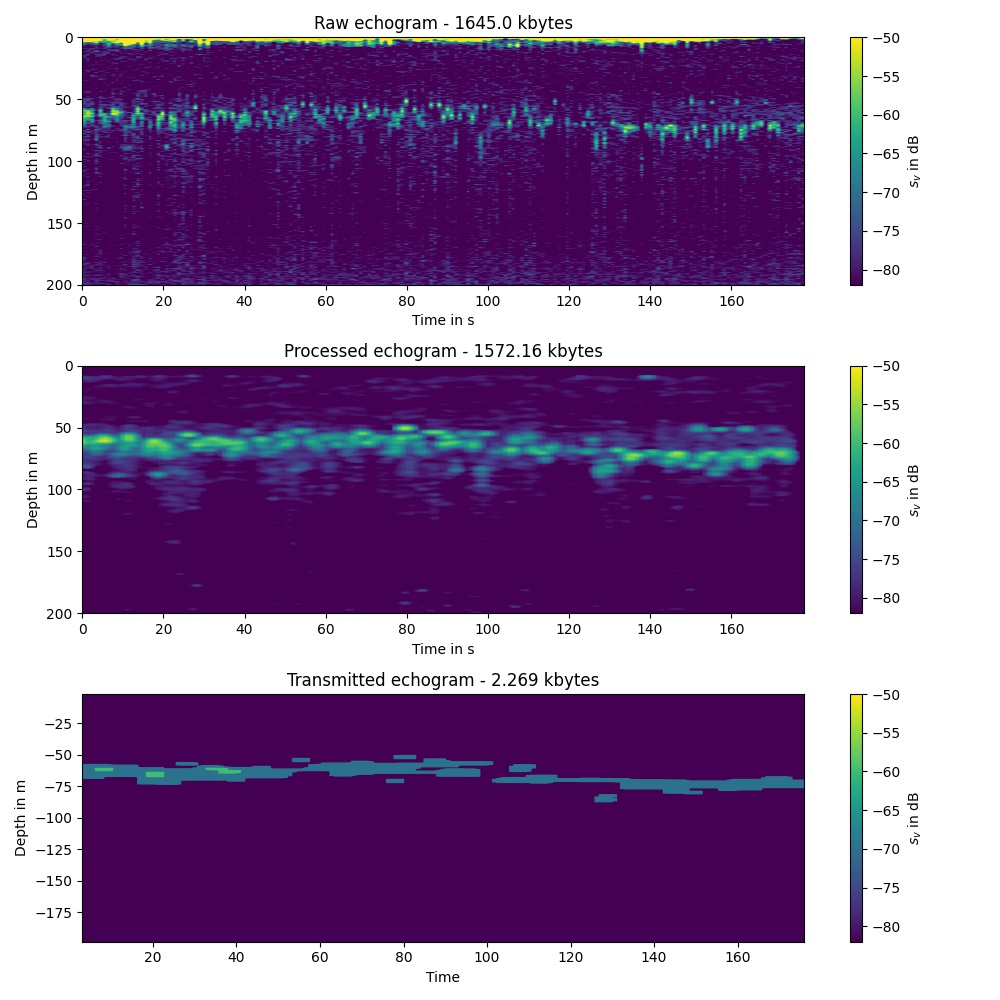 Raw echogram - 1645.0 kbytes
0
50
100
150
200
Depth in m
0 20 40 60 80 100 120 140 160
Time in s
−50
−55
−60
−65
−70
−75
−80
s_v in dB
Processed echogram - 1572.16 kbytes
0
50
100
150
200
Depth in m
0 20 40 60 80 100 120 140 160
Time in s
−50
−55
−60
−65
−70
−75
−80
s_v in dB
Transmitted echogram - 2.269 kbytes
−25
−50
−75
−100
−125
−150
−175
Depth in m
20 40 60 80 100 120 140 160
Time
−50
−55
−60
−65
−70
−75
−80
s_v in dB